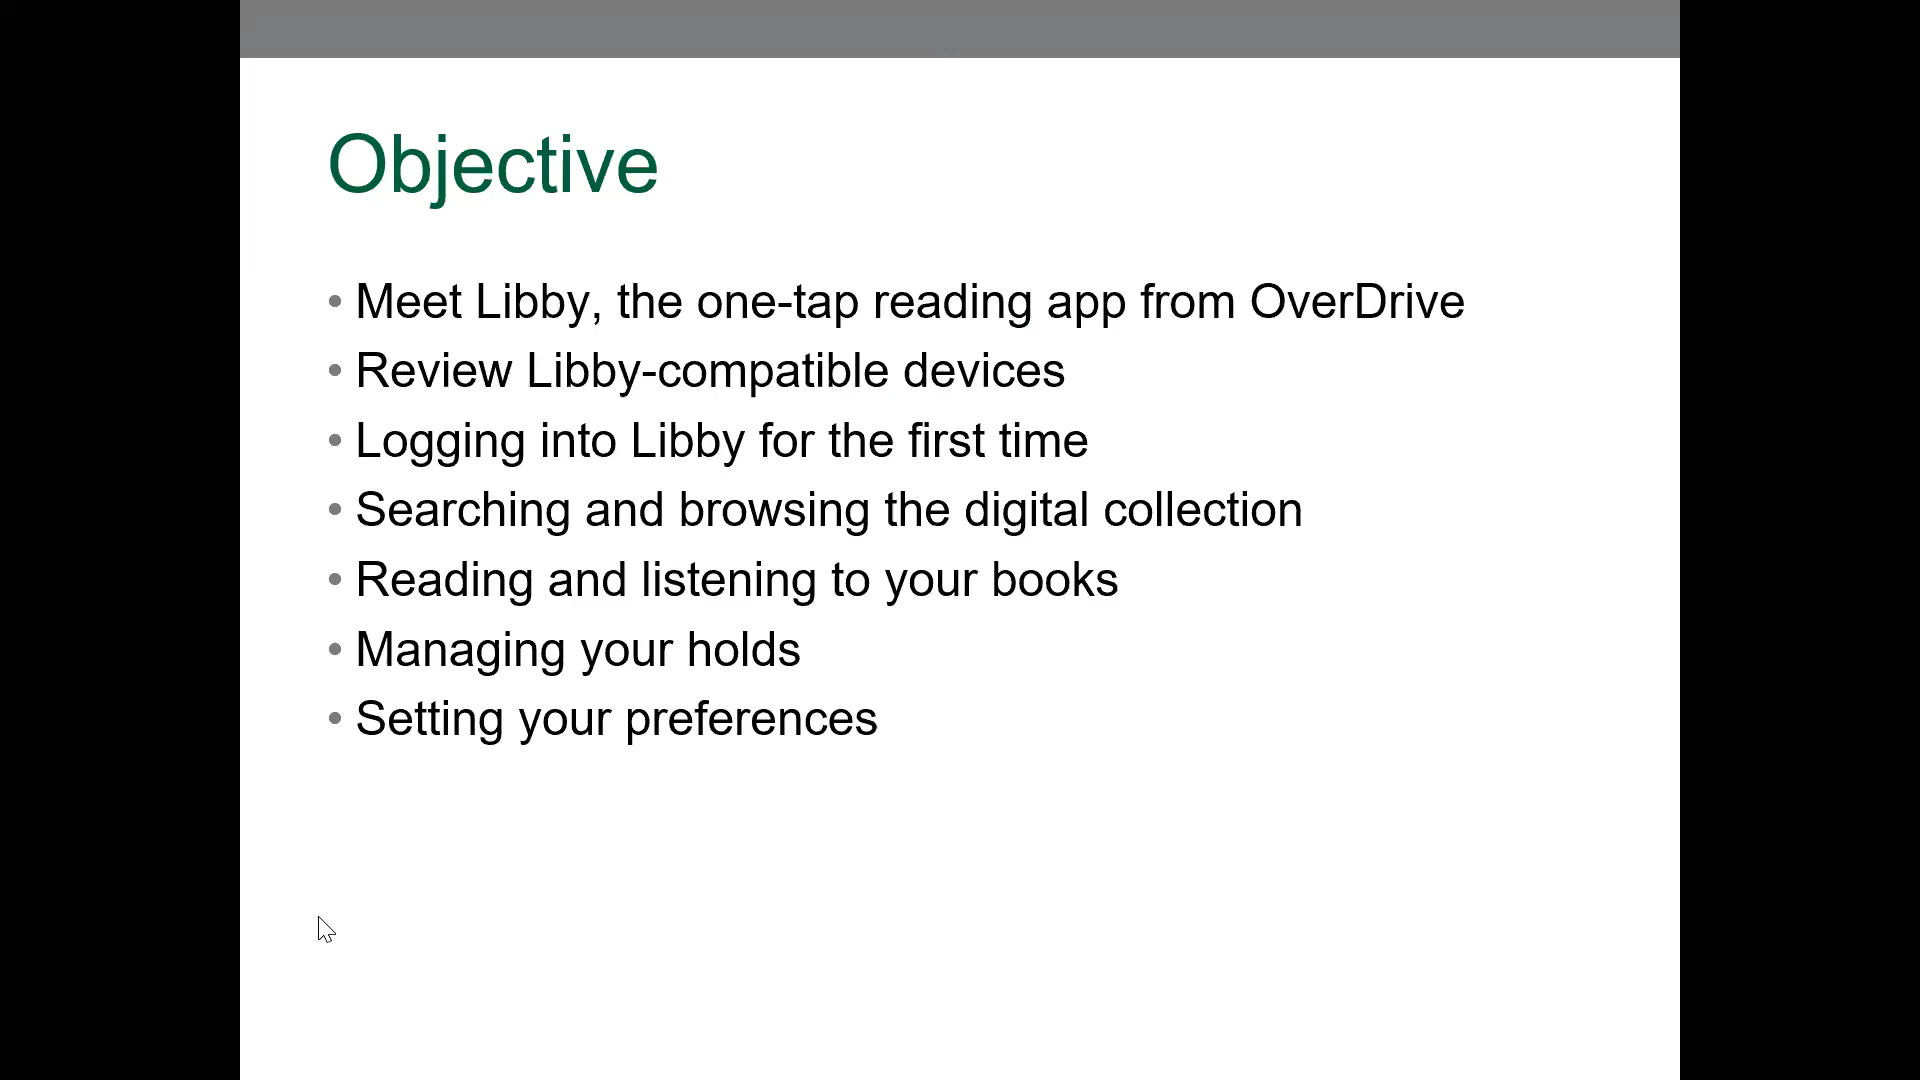 Objective
• Meet Libby, the one-tap reading app from OverDrive
• Review Libby-compatible devices
• Logging into Libby for the first time
• Searching and browsing the digital collection
• Reading and listening to your books
• Managing your holds
• Setting your preferences